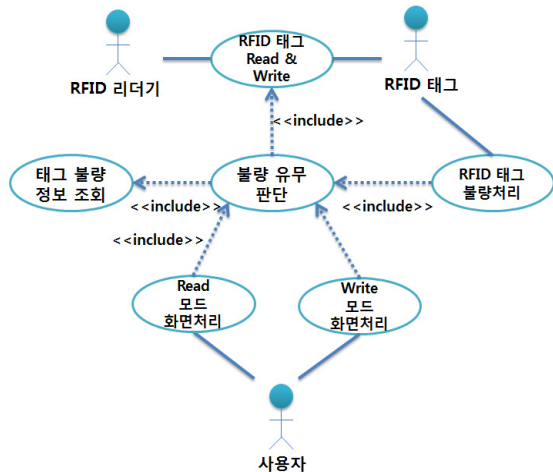 RFID 태그
Read &
Write
RFID 리더기
RFID 태그
<<include>>
태그 불량
정보 조회
불량 유무
판단
RFID 태그
불량처리
<<include>>
<<include>>
<<include>>
Read
모드
화면처리
Write
모드
화면처리
사용자